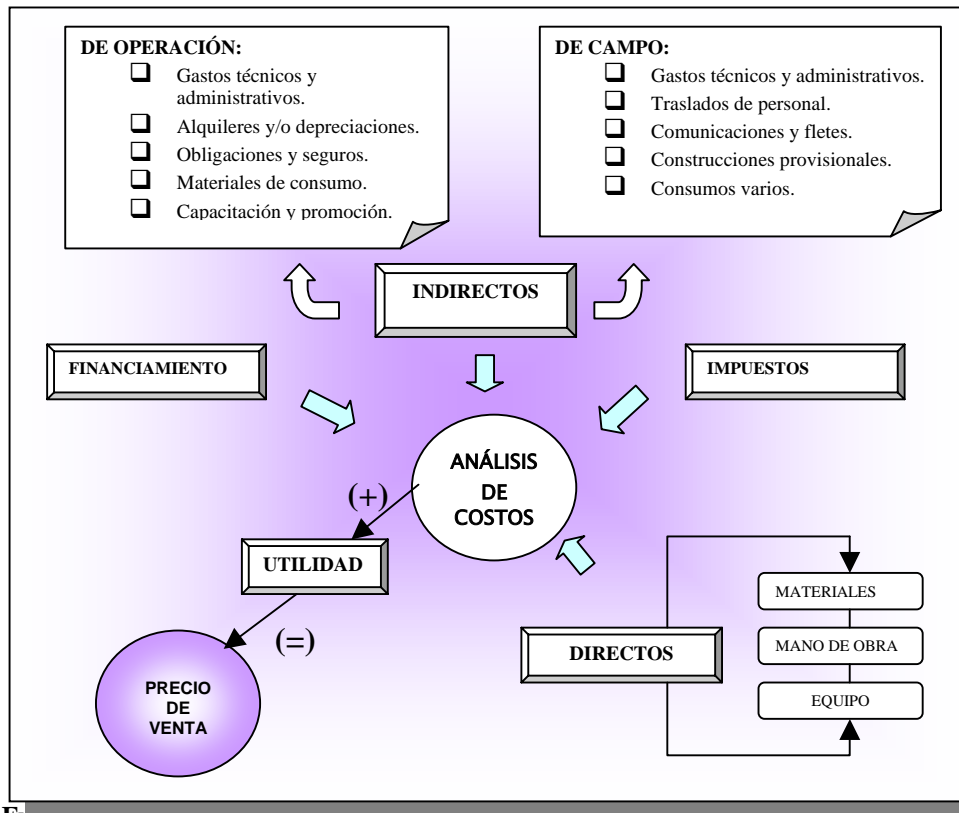 DE OPERACIÓN:
Gastos técnicos y
administrativos.
Alquileres y/o depreciaciones.
Obligaciones y seguros.
Materiales de consumo.
Capacitación y promoción.
DE CAMPO:
Gastos técnicos y administrativos.
Traslados de personal.
Comunicaciones y fletes.
Construcciones provisionales.
Consumos varios.
INDIRECTOS
FINANCIAMIENTO
IMPUESTOS
ANÁLISIS
DE
COSTOS
(+)
UTILIDAD
(=)
PRECIO
DE
VENTA
DIRECTOS
MATERIALES
MANO DE OBRA
EQUIPO